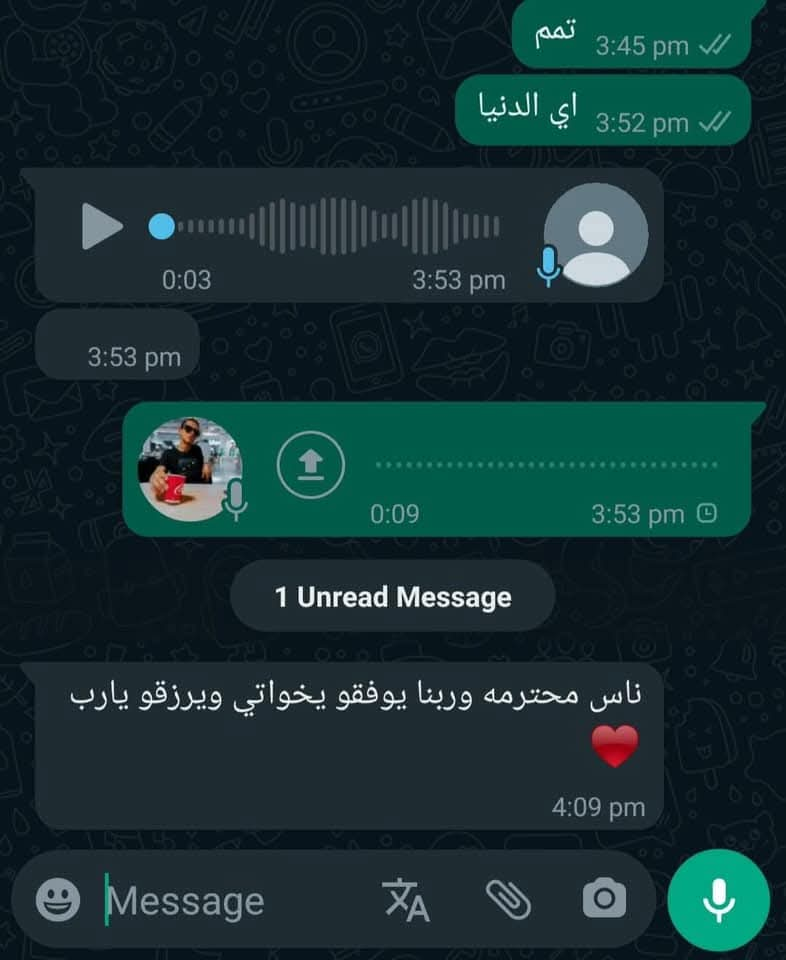 تمم
3:45 pm
اي الدنيا
3:52 pm
0:03
3:53 pm
3:53 pm
0:09
3:53 pm
1 Unread Message
ناس محترمه وربنا يوفقو يخواتي ويرزقو يارب
❤️
4:09 pm
Message